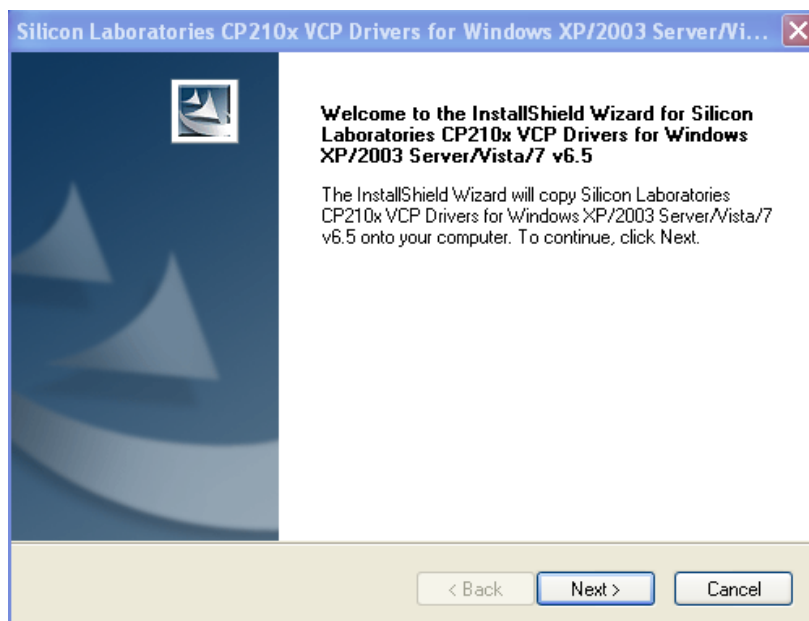 Silicon Laboratories CP210x VCP Drivers for Windows XP/2003 Server/Vi...
Welcome to the InstallShield Wizard for Silicon
Laboratories CP210x VCP Drivers for Windows
XP/2003 Server/Vista/7 v6.5
The InstallShield Wizard will copy Silicon Laboratories
CP210x VCP Drivers for Windows XP/2003 Server/Vista/7
v6.5 onto your computer. To continue, click Next.
< Back
Next >
Cancel